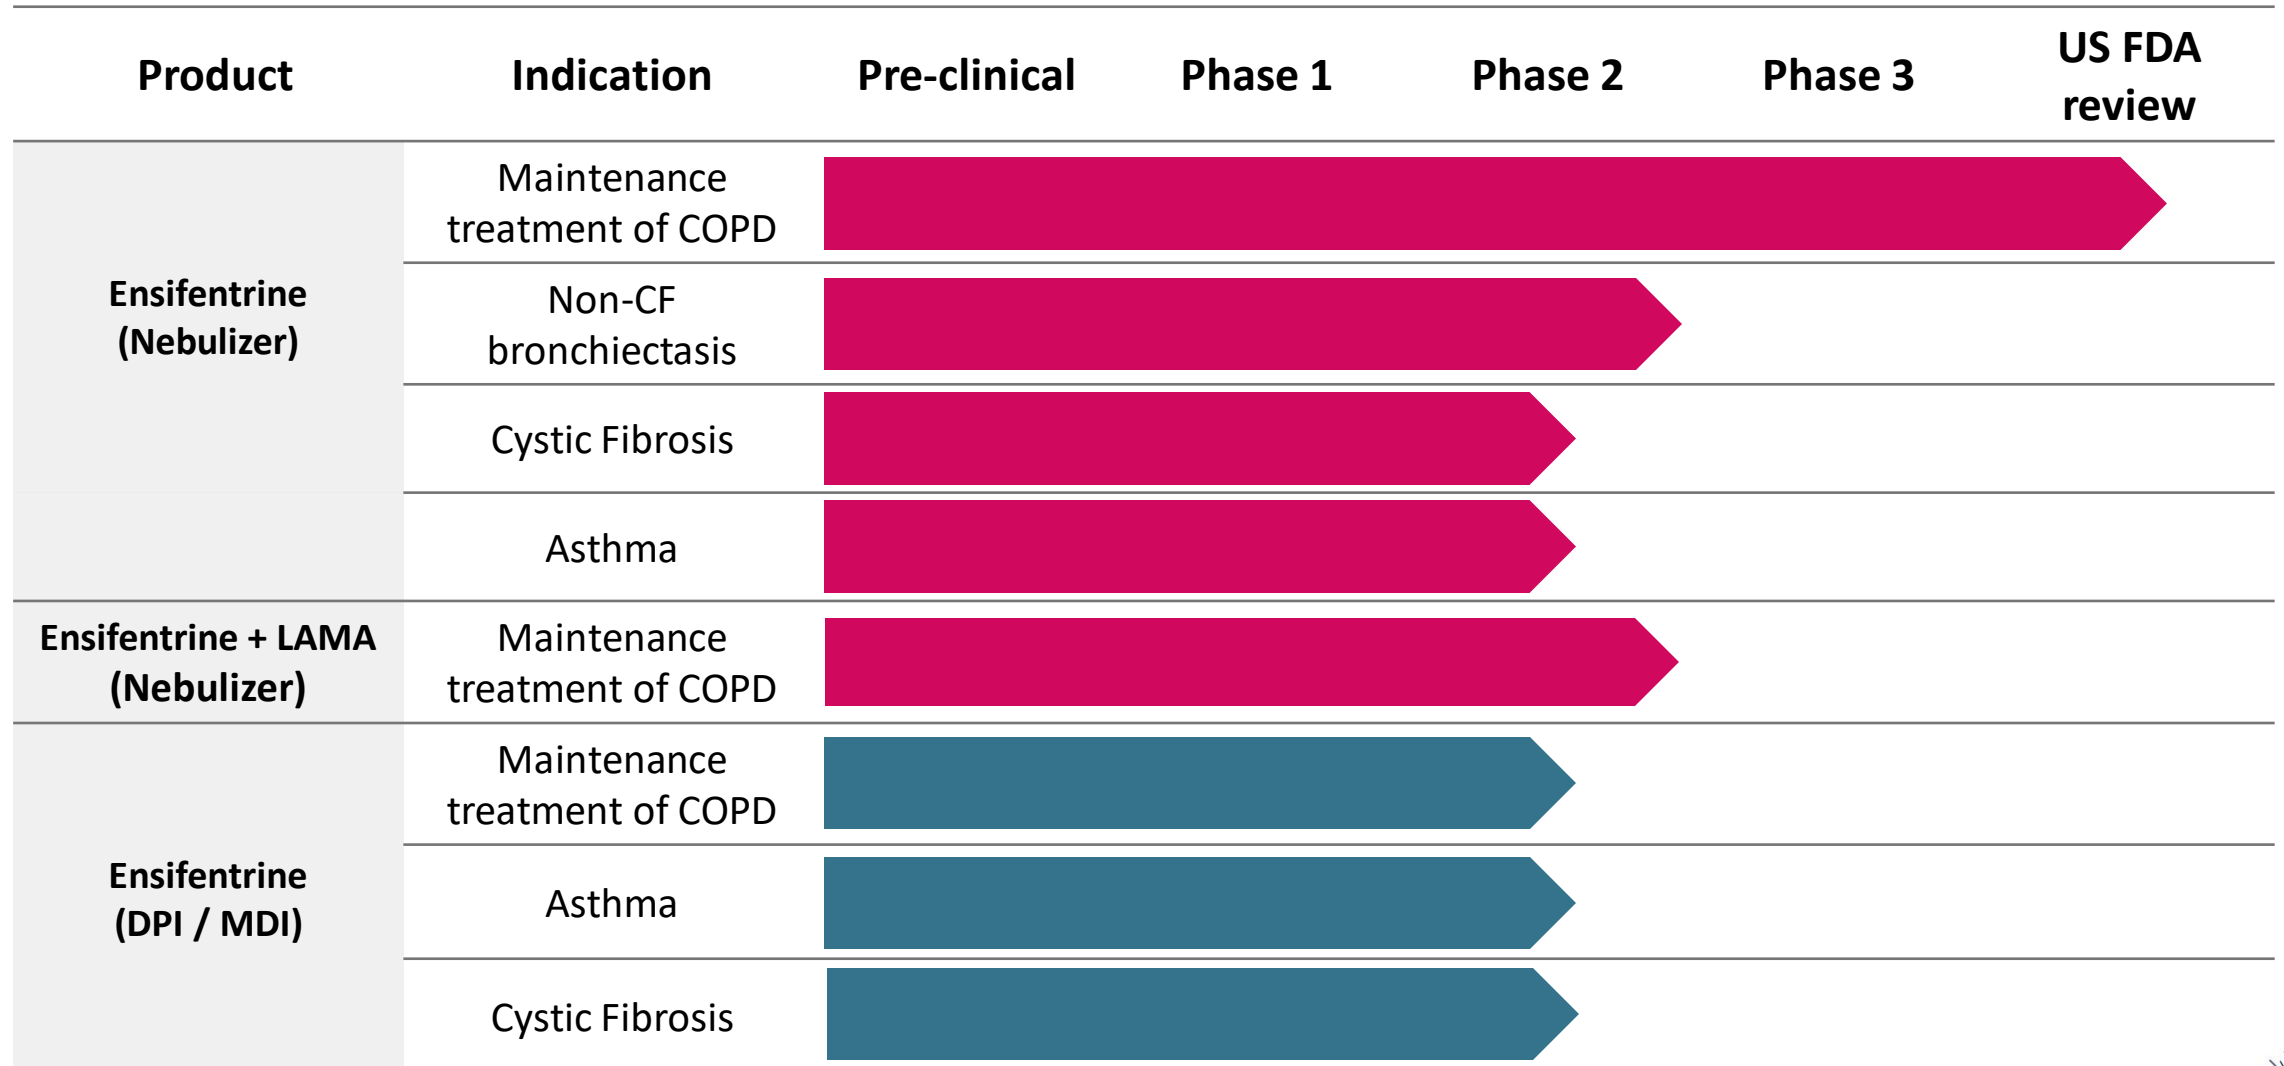 Product
Indication
Pre-clinical
Phase 1
Phase 2
Phase 3
US FDA
review
Ensifentrine
(Nebulizer)
Maintenance
treatment of COPD
Non-CF
bronchiectasis
Cystic Fibrosis
Asthma
Ensifentrine + LAMA
(Nebulizer)
Maintenance
treatment of COPD
Ensifentrine
(DPI / MDI)
Maintenance
treatment of COPD
Asthma
Cystic Fibrosis